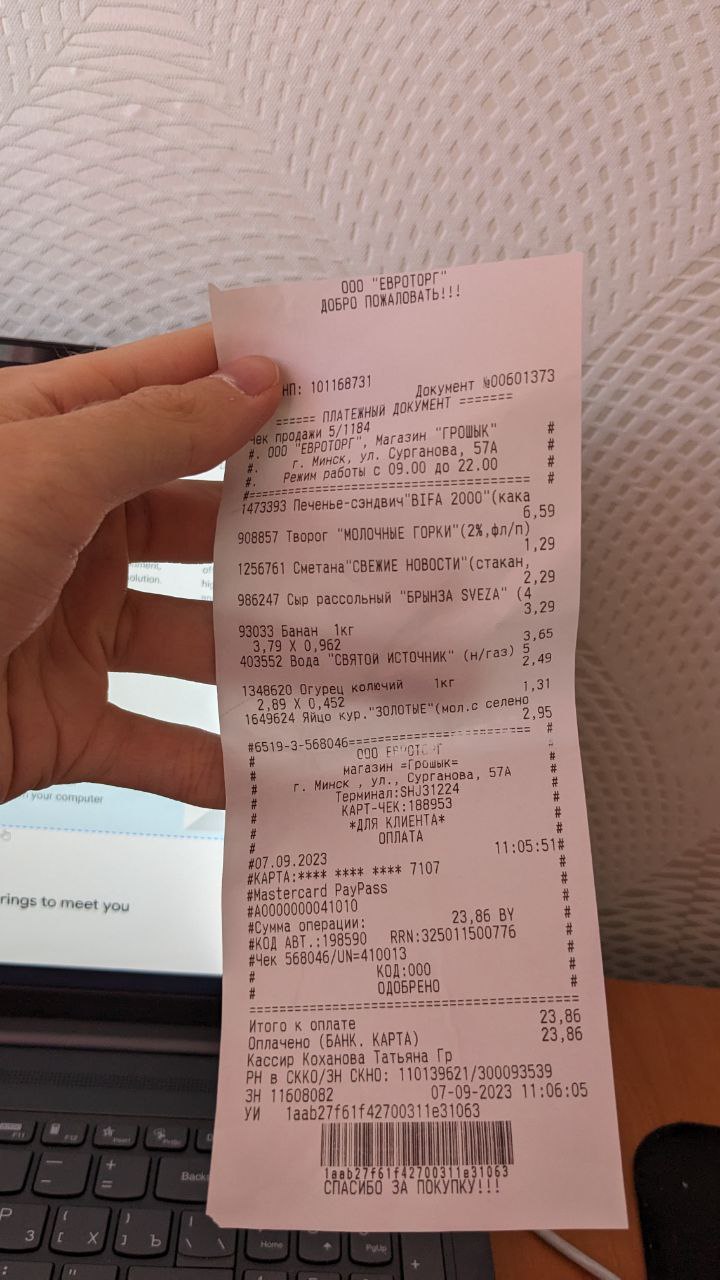 ООО "ЕВРОТОРГ"
ДОБРО ПОЖАЛОВАТЬ!!!
НП: 101168731
Документ №00601373
====== ПЛАТЕЖНЫЙ ДОКУМЕНТ =======
Чек продажи 5/1184
#. ООО "ЕВРОТОРГ", Магазин "ГРОШЫК" #
#. г. Минск, ул. Сурганова, 57А #
#. Режим работы с 09.00 до 22.00 #
#================================== #
1473393 Печенье-сэндвич"BIFA 2000"(кака
6,59
908857 Творог "МОЛОЧНЫЕ ГОРКИ"(2%,фл/п)
1,29
1256761 Сметана"СВЕЖИЕ НОВОСТИ"(стакан,
2,29
986247 Сыр рассольный "БРЫНЗА SVEZA" (4
3,29
93033 Банан 1кг
3,79 X 0,962 3,65
403552 Вода "СВЯТОЙ ИСТОЧНИК" (н/газ) 5
2,49
1348620 Огурец колючий 1кг
2,89 X 0,452 1,31
1649624 Яйцо кур."ЗОЛОТЫЕ"(мол.с селено
2,95
#6519-3-568046====================== #
# ООО ЕВРОТОРГ #
# магазин =Грошык= #
# г. Минск , ул., Сурганова, 57А #
# Терминал:SHJ31224 #
# КАРТ-ЧЕК:188953 #
# *ДЛЯ КЛИЕНТА* #
# ОПЛАТА #
#07.09.2023 11:05:51#
#КАРТА:**** **** **** 7107 #
#Mastercard PayPass #
#A0000000041010 #
#Сумма операции: 23,86 BY #
#КОД АВТ.:198590 RRN:325011500776 #
#Чек 568046/UN=410013 #
# КОД:000 #
# ОДОБРЕНО #
======================================
Итого к оплате 23,86
Оплачено (БАНК. КАРТА) 23,86
Кассир Коханова Татьяна Гр
РН в СККО/ЗН СКНО: 110139621/300093539
ЗН 11608082 07-09-2023 11:06:05
УИ 1aab27f61f42700311e31063
1aab27f61f42700311e31063
СПАСИБО ЗА ПОКУПКУ!!!
olution.
your computer
rings to meet you
F11
F12
Backs
Р
З
Х
Ъ
Home
PgUp